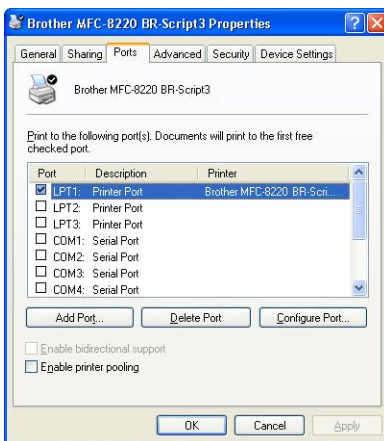 Brother MFC-8220 BR-Script3 Properties
General Sharing Ports Advanced Security Device Settings
Brother MFC-8220 BR-Script3
Print to the following port(s). Documents will print to the first free
checked port.
Port Description Printer
LPT1: Printer Port Brother MFC-8220 BR-Scri...
LPT2: Printer Port
LPT3: Printer Port
COM1: Serial Port
COM2: Serial Port
COM3: Serial Port
COM4: Serial Port
Add Port... Delete Port Configure Port...
Enable bidirectional support
Enable printer pooling
OK Cancel Apply